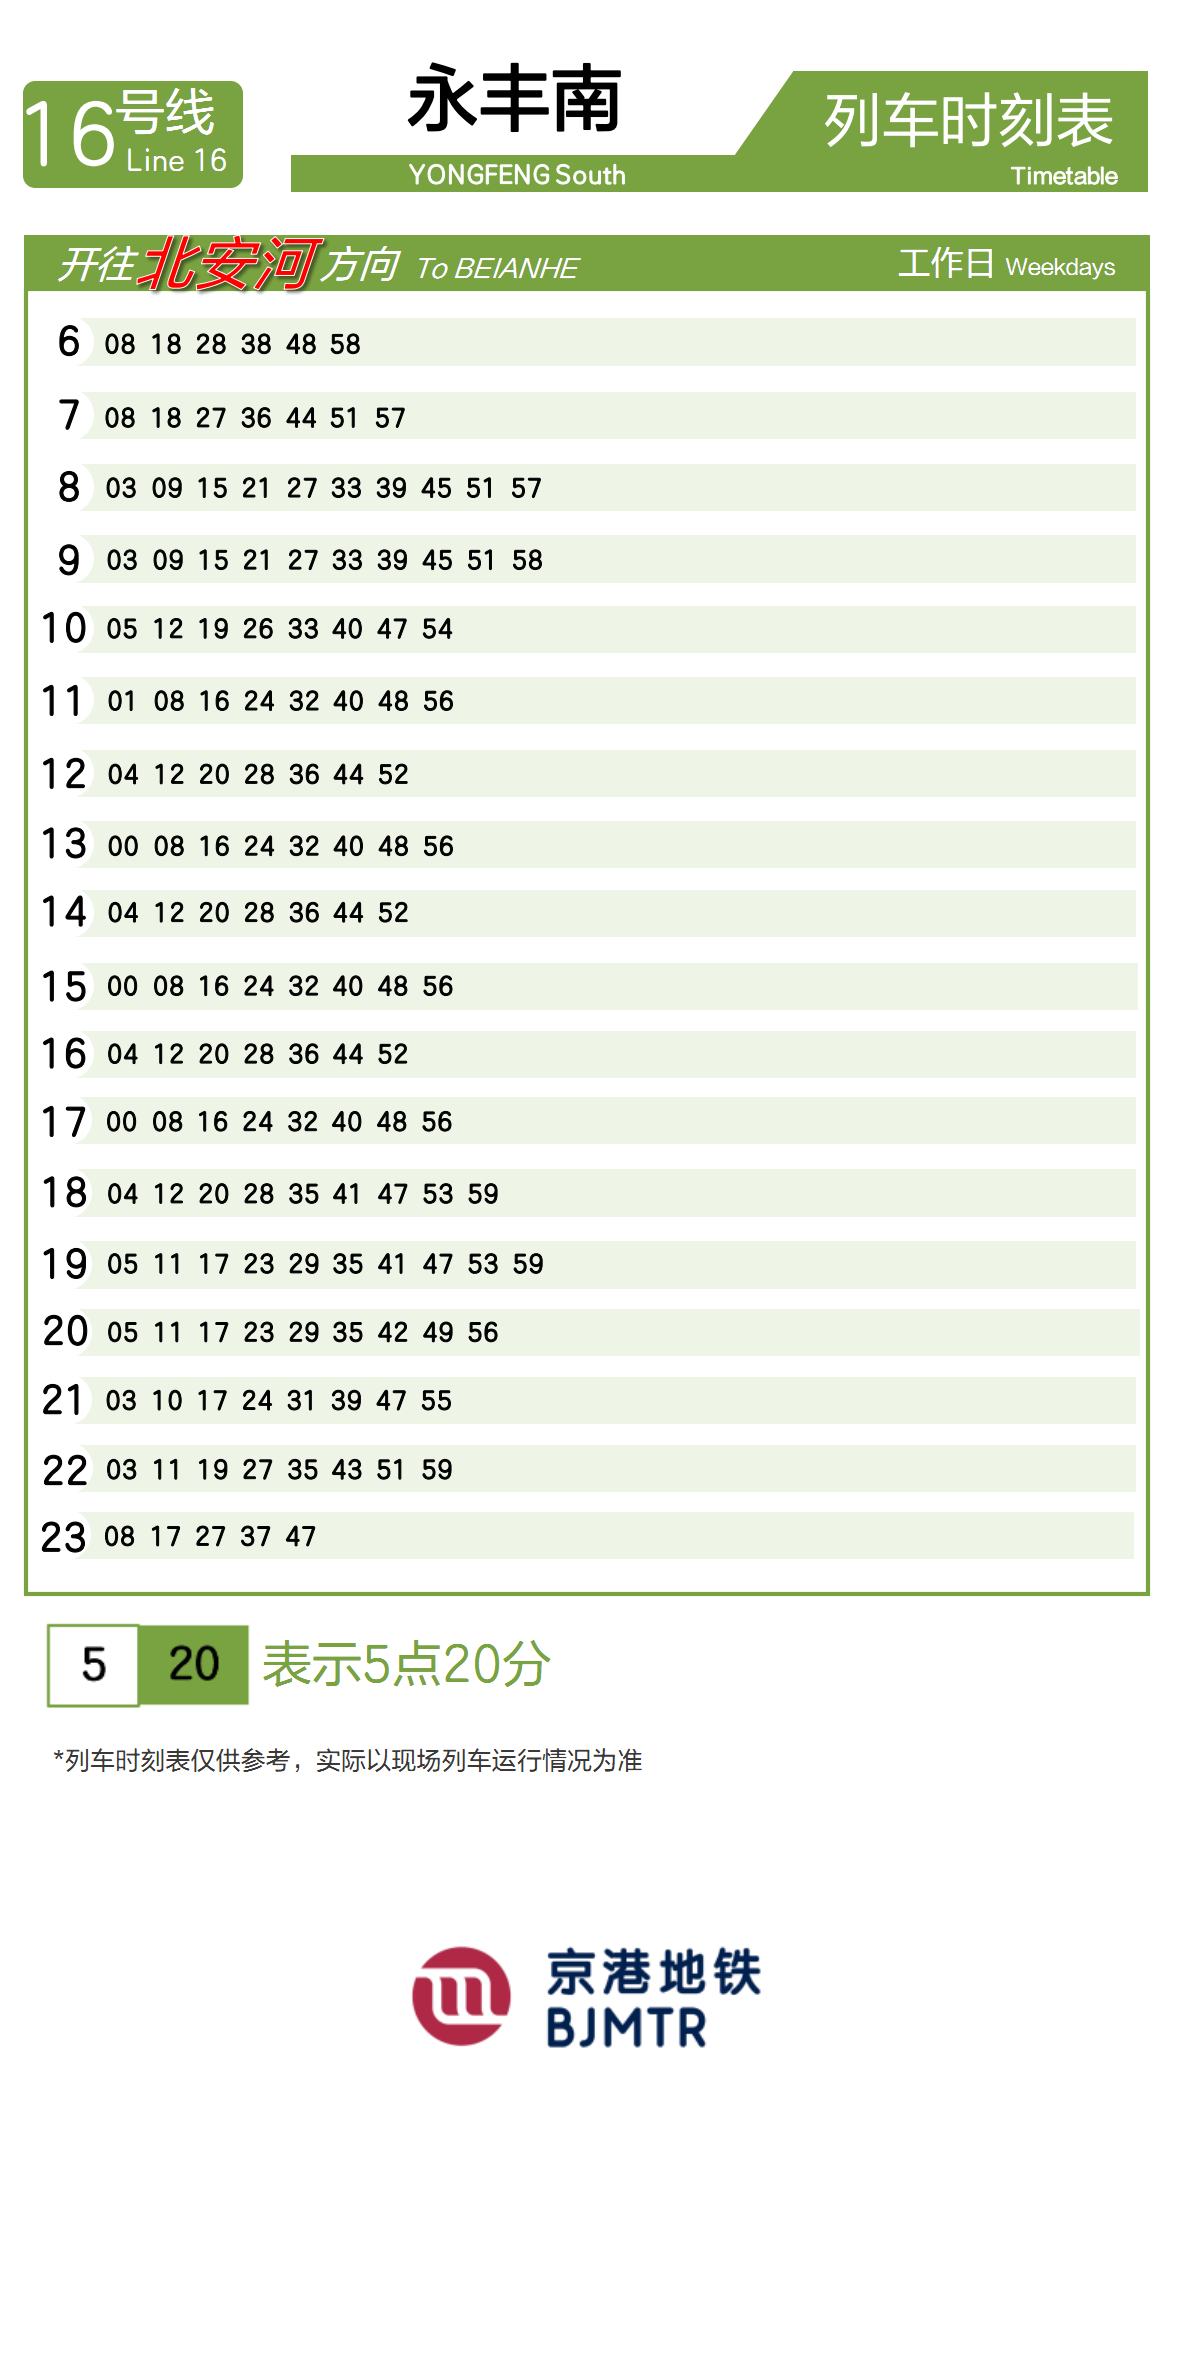 16号线
Line 16
永丰南
YONGFENG South
列车时刻表
Timetable
开往北安河方向 To BEIANHE
工作日 Weekdays
6 08 18 28 38 48 58
7 08 18 27 36 44 51 57
8 03 09 15 21 27 33 39 45 51 57
9 03 09 15 21 27 33 39 45 51 58
10 05 12 19 26 33 40 47 54
11 01 08 16 24 32 40 48 56
12 04 12 20 28 36 44 52
13 00 08 16 24 32 40 48 56
14 04 12 20 28 36 44 52
15 00 08 16 24 32 40 48 56
16 04 12 20 28 36 44 52
17 00 08 16 24 32 40 48 56
18 04 12 20 28 35 41 47 53 59
19 05 11 17 23 29 35 41 47 53 59
20 05 11 17 23 29 35 42 49 56
21 03 10 17 24 31 39 47 55
22 03 11 19 27 35 43 51 59
23 08 17 27 37 47
5 20 表示5点20分
*列车时刻表仅供参考，实际以现场列车运行情况为准
京港地铁
BJMTR